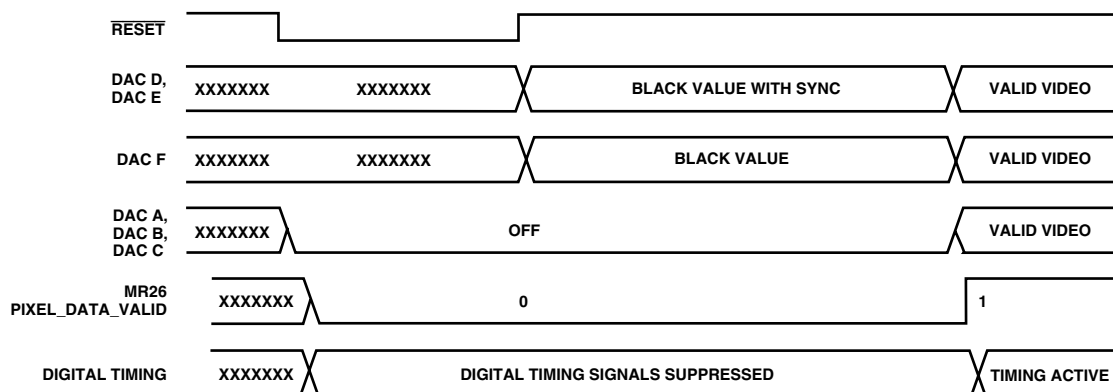 RESET
DAC D,
DAC E
XXXXXXX XXXXXXX BLACK VALUE WITH SYNC VALID VIDEO
DAC F XXXXXXX XXXXXXX BLACK VALUE VALID VIDEO
DAC A,
DAC B,
DAC C
XXXXXXX OFF VALID VIDEO
MR26
PIXEL_DATA_VALID
XXXXXXX 0 1
DIGITAL TIMING XXXXXXX DIGITAL TIMING SIGNALS SUPPRESSED TIMING ACTIVE